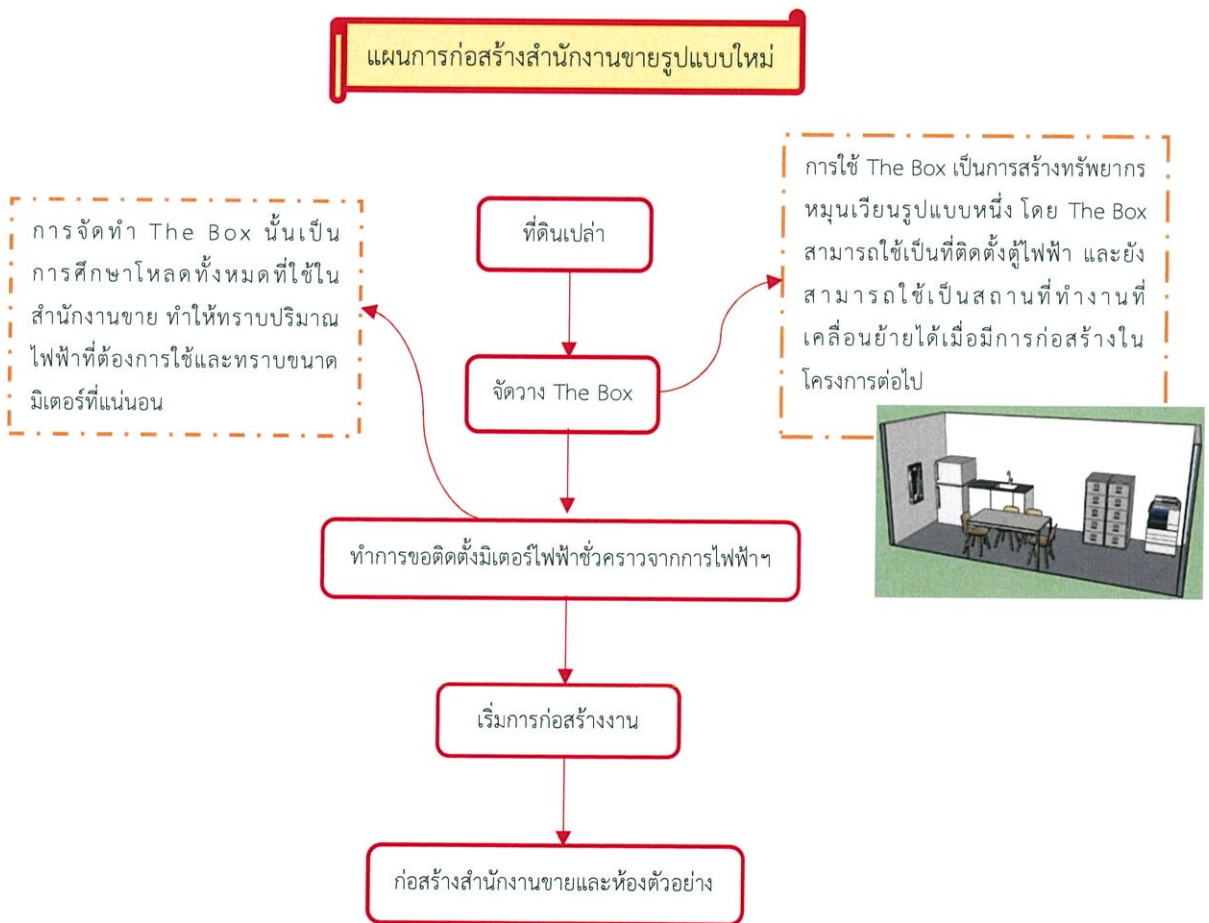 แผนการก่อสร้างสำนักงานขายรูปแบบใหม่
การใช้ The Box เป็นการสร้างทรัพยากร
หมุนเวียนรูปแบบหนึ่ง โดย The Box
สามารถใช้เป็นที่ติดตั้งตู้ไฟฟ้า และยัง
สามารถใช้เป็นสถานที่ทำงานที่
เคลื่อนย้ายได้เมื่อมีการก่อสร้างใน
โครงการต่อไป
การจัดทำ The Box นั้นเป็น
การศึกษาโหลดทั้งหมดที่ใช้ใน
สำนักงานขาย ทำให้ทราบปริมาณ
ไฟฟ้าที่ต้องการใช้และทราบขนาด
มิเตอร์ที่แน่นอน
ที่ดินเปล่า
จัดวาง The Box
ทำการขอติดตั้งมิเตอร์ไฟฟ้าชั่วคราวจากการไฟฟ้าฯ
เริ่มการก่อสร้างงาน
ก่อสร้างสำนักงานขายและห้องตัวอย่าง